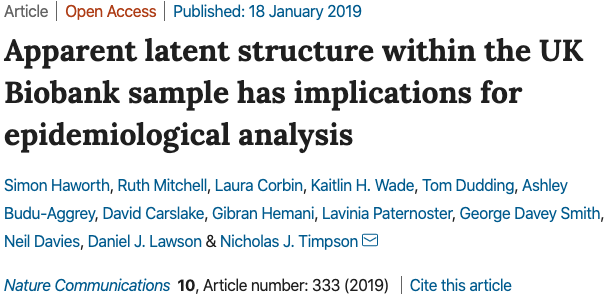 Article | Open Access | Published: 18 January 2019
Apparent latent structure within the UK
Biobank sample has implications for
epidemiological analysis
Simon Haworth, Ruth Mitchell, Laura Corbin, Kaitlin H. Wade, Tom Dudding, Ashley
Budu-Aggrey, David Carslake, Gibran Hemani, Lavinia Paternoster, George Davey Smith,
Neil Davies, Daniel J. Lawson & Nicholas J. Timpson
Nature Communications 10, Article number: 333 (2019) | Cite this article